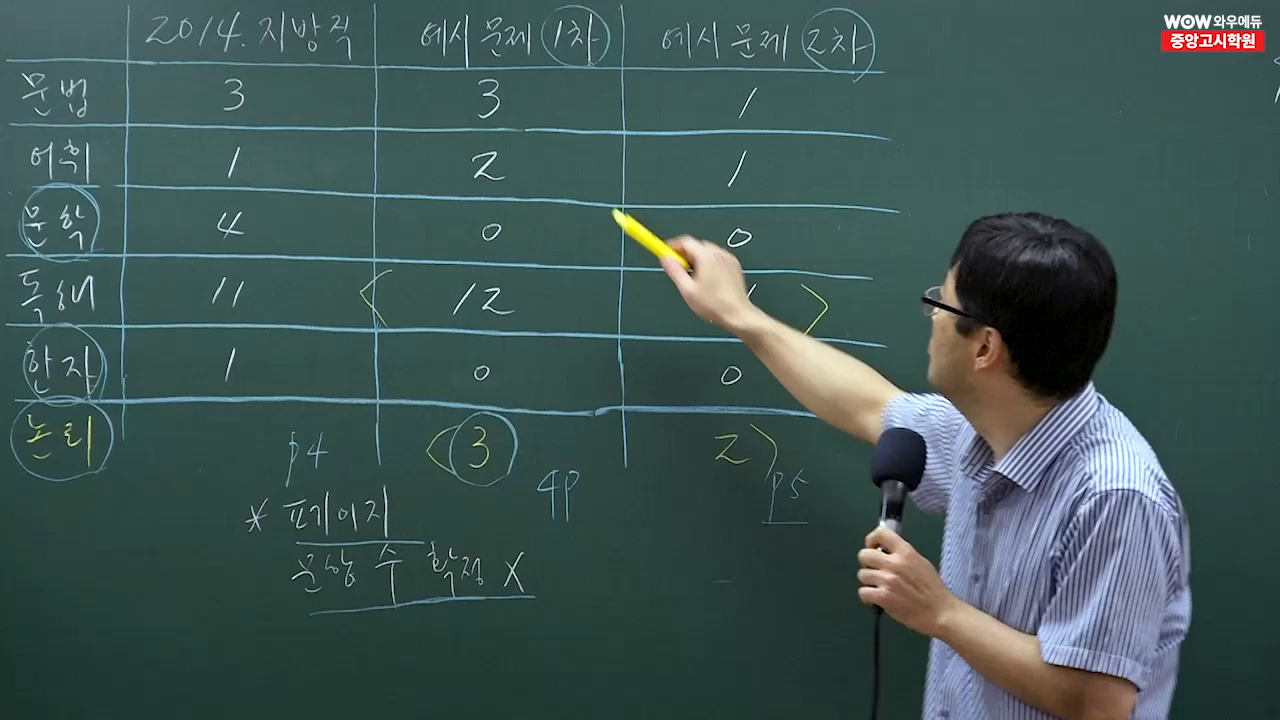 WOW 와우에듀
중앙고시학원
2014. 지방직 예시 문제 1차 예시 문제 2차
문법 3 3 1
어휘 1 2 1
문학 4 0 0
독해 11 < 12 >
한자 1 0 0
논리 < 3 2 >
p4 4p p5
* 페이지
문항 수 확정 X